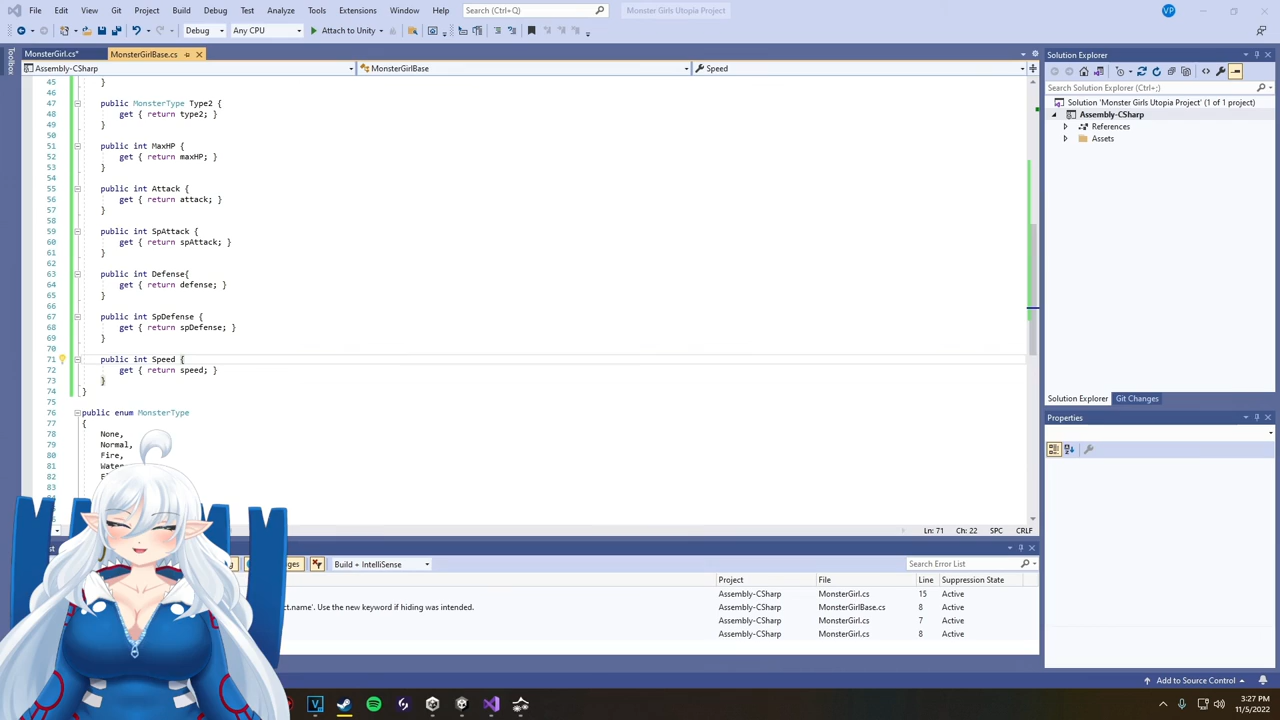 File Edit View Git Project Build Debug Test Analyze Tools Extensions Window Help Search (Ctrl+;) Monster Girls Utopia Project VP
Debug Any CPU Attach to Unity
MonsterGirl.cs* MonsterGirlBase.cs
Toolbox
Assembly-CSharp MonsterGirlBase Speed
45 }
46
47 public MonsterType Type2 {
48 get { return type2; }
49 }
50
51 public int MaxHP {
52 get { return maxHP; }
53 }
54
55 public int Attack {
56 get { return attack; }
57 }
58
59 public int SpAttack {
60 get { return spAttack; }
61 }
62
63 public int Defense{
64 get { return defense; }
65 }
66
67 public int SpDefense {
68 get { return spDefense; }
69 }
70
71 public int Speed {
72 get { return speed; }
73 }
74 }
75
76 public enum MonsterType
77 {
78 None,
79 Normal,
80 Fire,
81 Water
82
83
84
Ln: 71 Ch: 22 SPC CRLF
Build + IntelliSense Search Error List
Project File Line Suppression State
Assembly-CSharp MonsterGirl.cs 15 Active
ct.name'. Use the new keyword if hiding was intended. Assembly-CSharp MonsterGirlBase.cs 8 Active
Assembly-CSharp MonsterGirl.cs 7 Active
Assembly-CSharp MonsterGirl.cs 8 Active
Solution Explorer
Search Solution Explorer (Ctrl+;)
Solution 'Monster Girls Utopia Project' (1 of 1 project)
Assembly-CSharp
References
Assets
Solution Explorer Git Changes
Properties
Add to Source Control
3:27 PM
11/5/2022